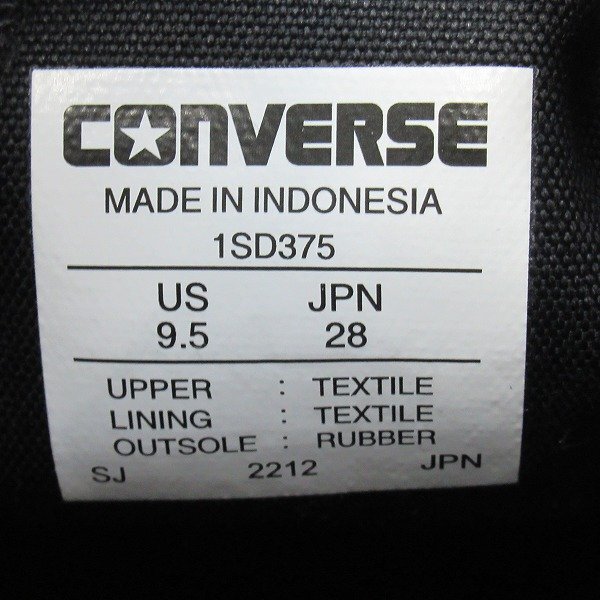 CONVERSE
MADE IN INDONESIA
1SD375
US JPN
9.5 28
UPPER : TEXTILE
LINING : TEXTILE
OUTSOLE : RUBBER
SJ 2212 JPN